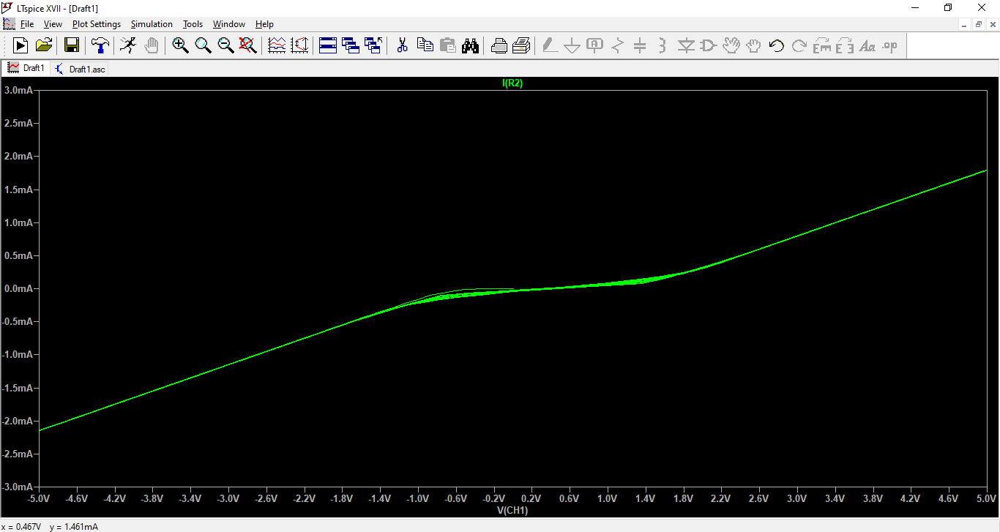 LTspice XVII - [Draft1]
File View Plot Settings Simulation Tools Window Help
Draft1 Draft1.asc
I(R2)
3.0mA
2.5mA
2.0mA
1.5mA
1.0mA
0.5mA
0.0mA
-0.5mA
-1.0mA
-1.5mA
-2.0mA
-2.5mA
-3.0mA
-5.0V -4.6V -4.2V -3.8V -3.4V -3.0V -2.6V -2.2V -1.8V -1.4V -1.0V -0.6V -0.2V 0.2V 0.6V 1.0V 1.4V 1.8V 2.2V 2.6V 3.0V 3.4V 3.8V 4.2V 4.6V 5.0V
V(CH1)
x = 0.467V y = 1.461mA